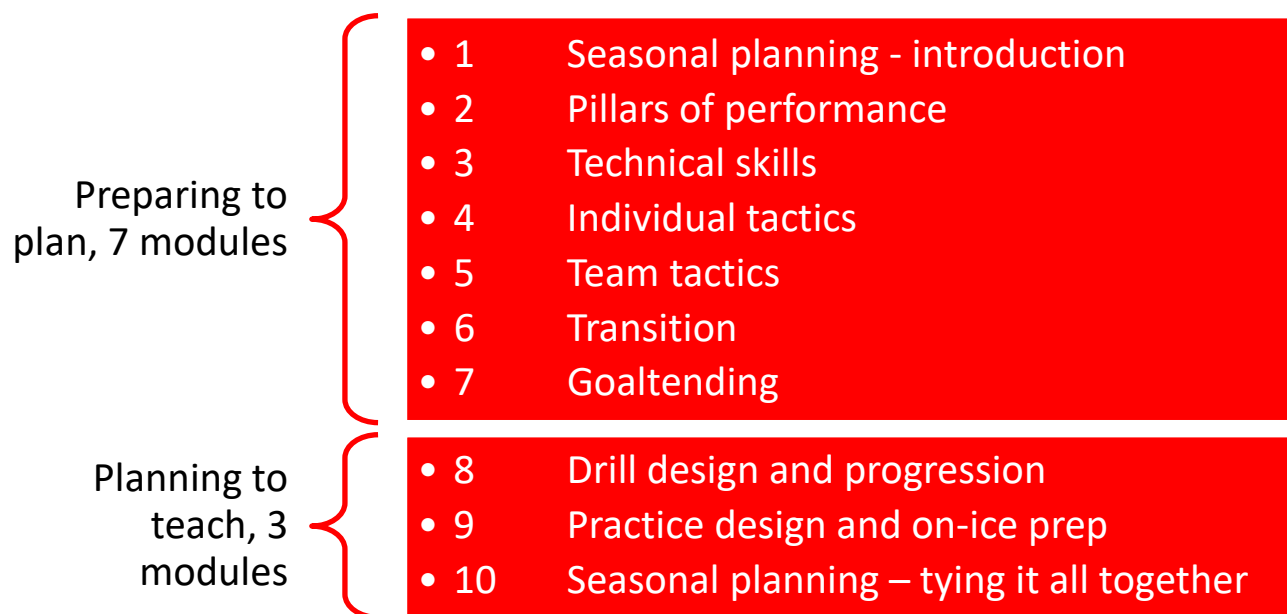 Preparing to
plan, 7 modules
• 1 Seasonal planning - introduction
• 2 Pillars of performance
• 3 Technical skills
• 4 Individual tactics
• 5 Team tactics
• 6 Transition
• 7 Goaltending
Planning to
teach, 3
modules
• 8 Drill design and progression
• 9 Practice design and on-ice prep
• 10 Seasonal planning – tying it all together